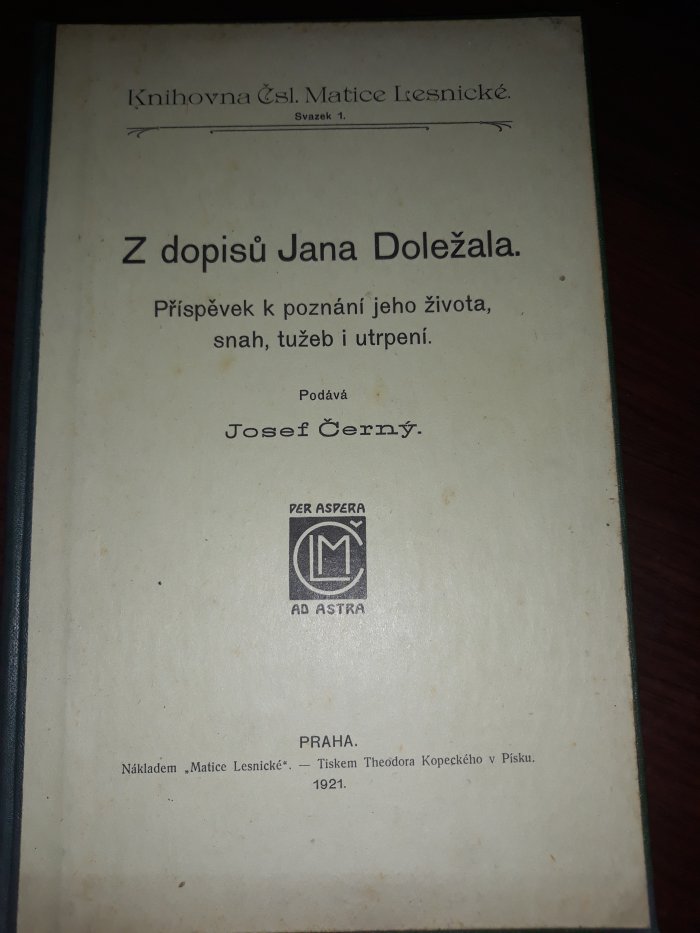 Knihovna Čsl. Matice Lesnické.
Svazek 1.
Z dopisů Jana Doležala.
Příspěvek k poznání jeho života,
snah, tužeb i utrpení.
Podává
Josef Černý.
PER ASPERA
ČLM
AD ASTRA
PRAHA.
Nákladem „Matice Lesnické“. — Tiskem Theodora Kopeckého v Písku.
1921.